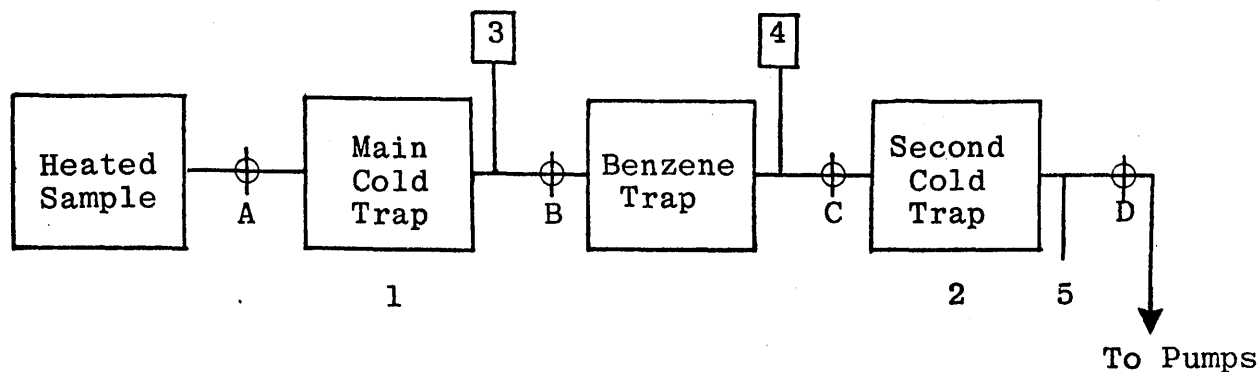 3
4
Heated
Sample
Main
Cold
Trap
Benzene
Trap
Second
Cold
Trap
A
B
C
D
1
2
5
To Pumps